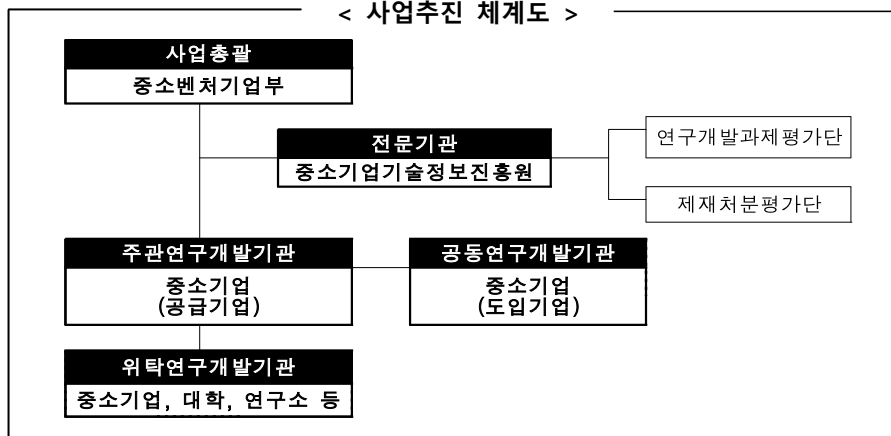 < 사업추진 체계도 >
사업총괄
중소벤처기업부
전문기관
중소기업기술정보진흥원
연구개발과제평가단
제재처분평가단
주관연구개발기관
중소기업
(공급기업)
공동연구개발기관
중소기업
(도입기업)
위탁연구개발기관
중소기업, 대학, 연구소 등